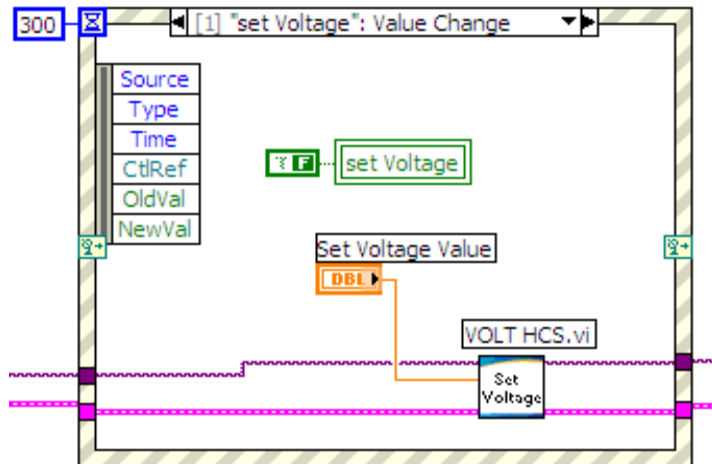 300
[1] "set Voltage": Value Change
Source
Type
Time
CtlRef
OldVal
NewVal
F
set Voltage
Set Voltage Value
DBL
VOLT HCS.vi
Set
Voltage